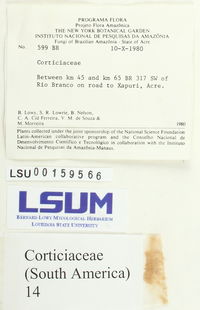 PROGRAMA FLORA
Projeto Flora Amazônica
THE NEW YORK BOTANICAL GARDEN
INSTITUTO NACIONAL DE PESQUISAS DA AMAZÔNIA
Fungi of Brazilian Amazonia - State of Acre
No. 599 BR 10-X-1980
Corticiaceae
Between km 45 and km 65 BR 317 SW of
Rio Branco on road to Xapuri, Acre.
B. Lowy, S. R. Lowrie, B. Nelson,
C. A. Cid Ferreira, V. M. de Souza &
M. Moreira 1980
Plants collected under the joint sponsorship of the National Science Foundation
Latin-American collaborative program and the Conselho Nacional de
Desenvolvimento Científico e Tecnológico in collaboration with the Instituto
Nacional de Pesquisas da Amazônia-Manaus.
LSU00159566
LSUM
BERNARD LOWY MYCOLOGICAL HERBARIUM
LOUISIANA STATE UNIVERSITY
Corticiaceae
(South America)
14